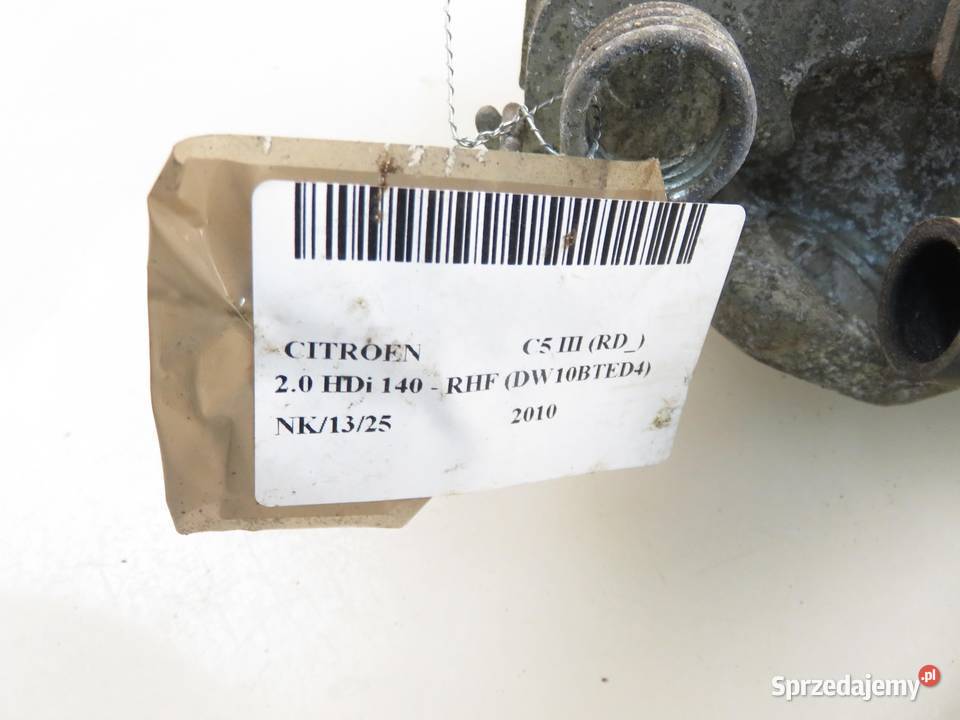 CITROEN C5 III (RD_)
2.0 HDi 140 - RHF (DW10BTED4)
NK/13/25 2010
Sprzedajemy.pl